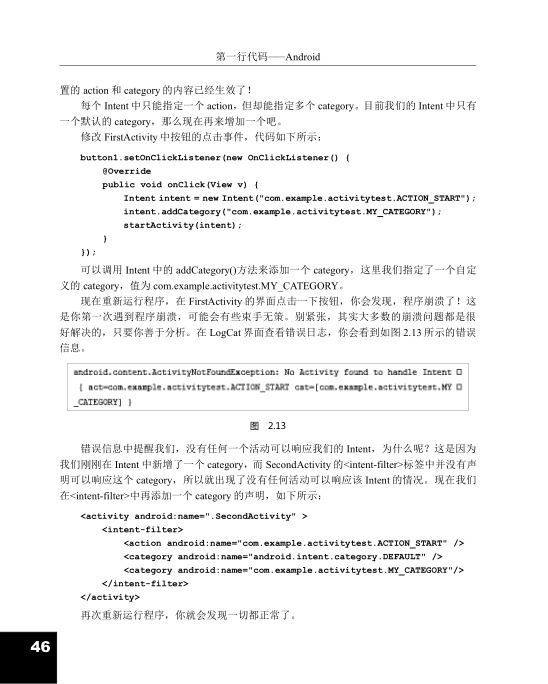 第一行代码——Android
置的 action 和 category 的内容已经生效了！
每个 Intent 中只能指定一个 action，但却能指定多个 category。目前我们的 Intent 中只有
一个默认的 category，那么现在再来增加一个吧。
修改 FirstActivity 中按钮的点击事件，代码如下所示：
button1.setOnClickListener(new OnClickListener() {
@Override
public void onClick(View v) {
Intent intent = new Intent("com.example.activitytest.ACTION_START");
intent.addCategory("com.example.activitytest.MY_CATEGORY");
startActivity(intent);
}
});
可以调用 Intent 中的 addCategory()方法来添加一个 category，这里我们指定了一个自定
义的 category，值为 com.example.activitytest.MY_CATEGORY。
现在重新运行程序，在 FirstActivity 的界面点击一下按钮，你会发现，程序崩溃了！这
是你第一次遇到程序崩溃，可能会有些束手无策。别紧张，其实大多数的崩溃问题都是很
好解决的，只要你善于分析。在 LogCat 界面查看错误日志，你会看到如图 2.13 所示的错误
信息。
android.content.ActivityNotFoundException: No Activity found to handle Intent □
{ act=com.example.activitytest.ACTION_START cat=[com.example.activitytest.MY □
_CATEGORY] }
图 2.13
错误信息中提醒我们，没有任何一个活动可以响应我们的 Intent，为什么呢？这是因为
我们刚刚在 Intent 中新增了一个 category，而 SecondActivity 的<intent-filter>标签中并没有声
明可以响应这个 category，所以就出现了没有任何活动可以响应该 Intent 的情况。现在我们
在<intent-filter>中再添加一个 category 的声明，如下所示：
<activity android:name=".SecondActivity" >
<intent-filter>
<action android:name="com.example.activitytest.ACTION_START" />
<category android:name="android.intent.category.DEFAULT" />
<category android:name="com.example.activitytest.MY_CATEGORY"/>
</intent-filter>
</activity>
再次重新运行程序，你就会发现一切都正常了。
46